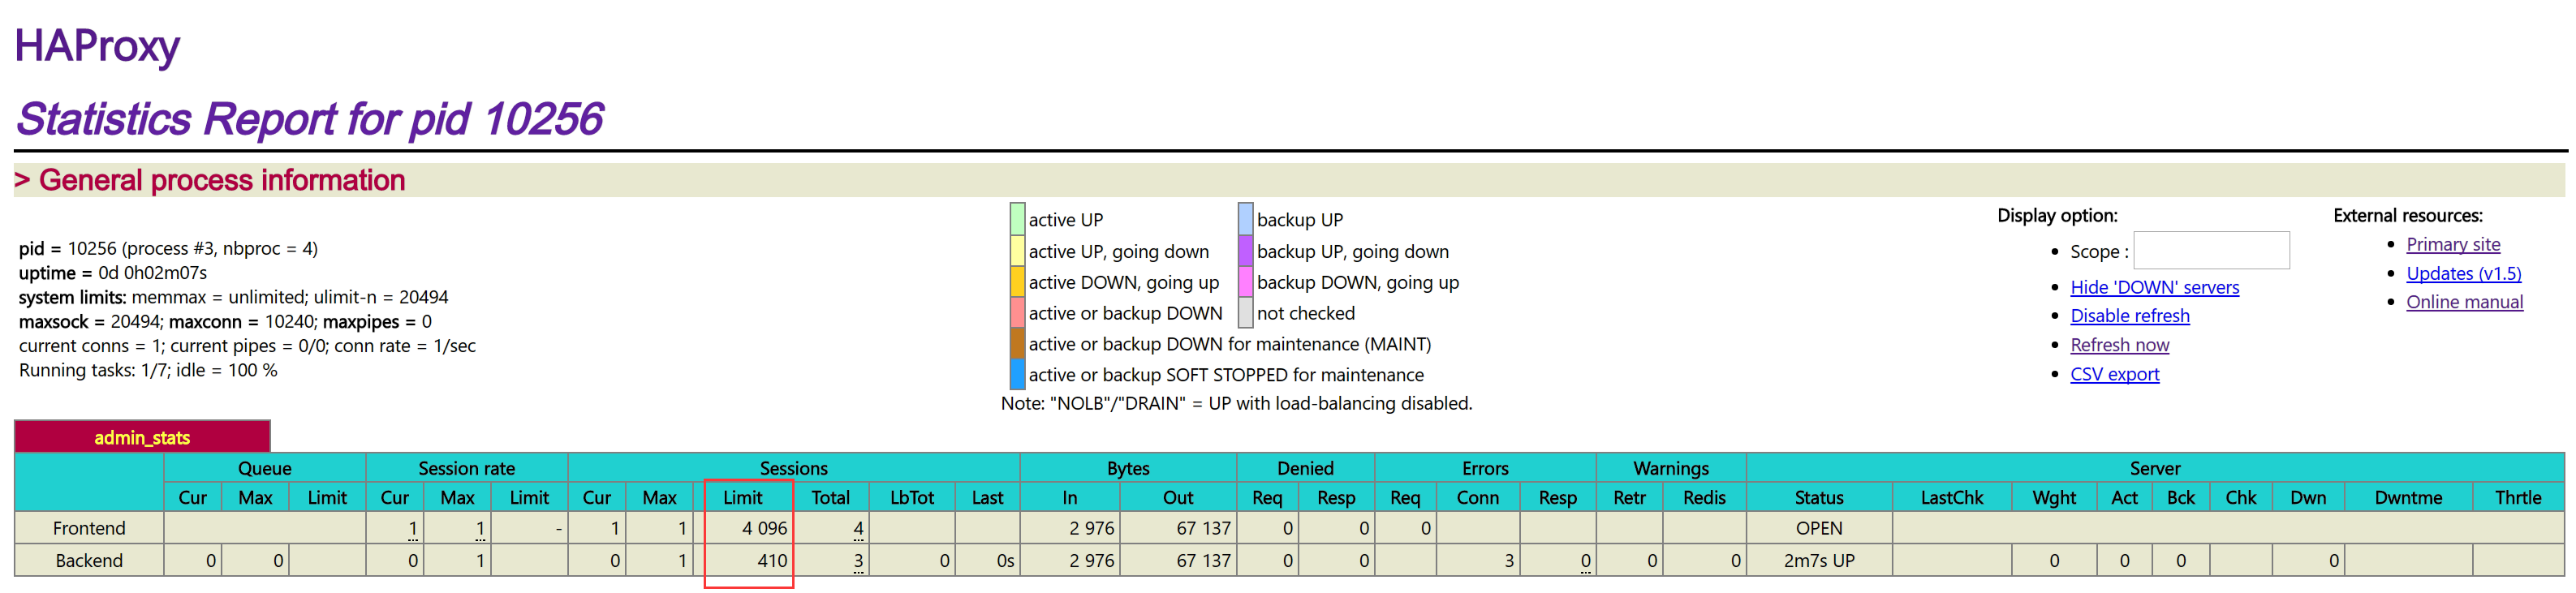 HAProxy
Statistics Report for pid 10256
> General process information
pid = 10256 (process #3, nbproc = 4)
uptime = 0d 0h02m07s
system limits: memmax = unlimited; ulimit-n = 20494
maxsock = 20494; maxconn = 10240; maxpipes = 0
current conns = 1; current pipes = 0/0; conn rate = 1/sec
Running tasks: 1/7; idle = 100 %
active UP backup UP
active UP, going down backup UP, going down
active DOWN, going up backup DOWN, going up
active or backup DOWN not checked
active or backup DOWN for maintenance (MAINT)
active or backup SOFT STOPPED for maintenance
Note: "NOLB"/"DRAIN" = UP with load-balancing disabled.
Display option:
• Scope :
• Hide 'DOWN' servers
• Disable refresh
• Refresh now
• CSV export
External resources:
• Primary site
• Updates (v1.5)
• Online manual
admin_stats
Queue Session rate Sessions Bytes Denied Errors Warnings Server
Cur Max Limit Cur Max Limit Cur Max Limit Total LbTot Last In Out Req Resp Req Conn Resp Retr Redis Status LastChk Wght Act Bck Chk Dwn Dwntme Thrtle
Frontend 1 1 - 1 1 4 096 4 2 976 67 137 0 0 0 OPEN
Backend 0 0 0 1 0 1 410 3 0 0s 2 976 67 137 0 0 3 0 0 0 2m7s UP 0 0 0 0